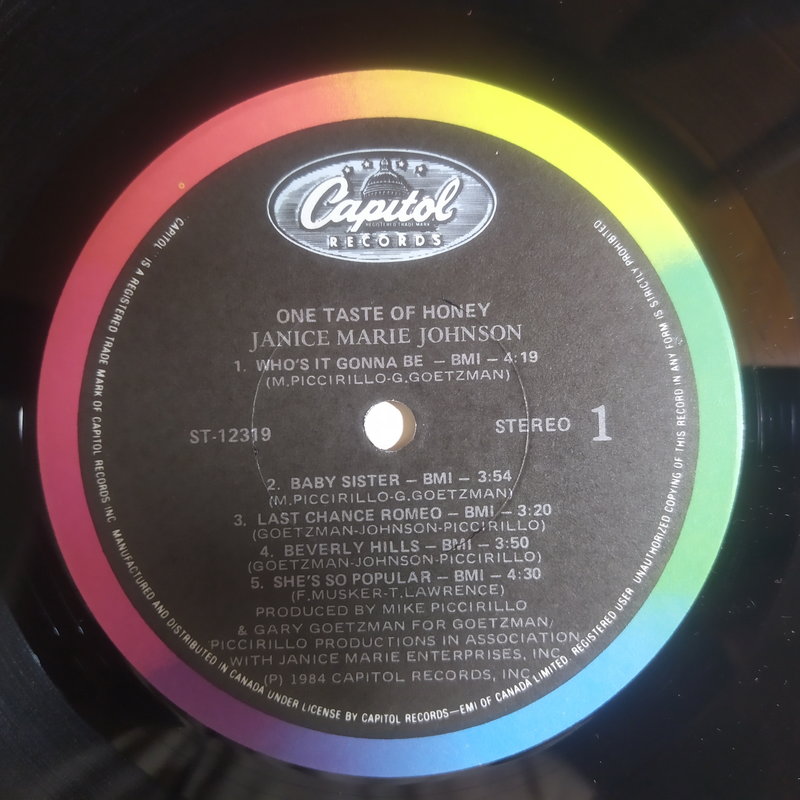 Capitol
REGISTERED TRADE MARK
RECORDS
ONE TASTE OF HONEY
JANICE MARIE JOHNSON
1. WHO'S IT GONNA BE – BMI – 4:19
(M.PICCIRILLO-G.GOETZMAN)
ST-12319
STEREO 1
2. BABY SISTER – BMI – 3:54
(M.PICCIRILLO-G.GOETZMAN)
3. LAST CHANCE ROMEO – BMI – 3:20
(GOETZMAN-JOHNSON-PICCIRILLO)
4. BEVERLY HILLS – BMI – 3:50
(GOETZMAN-JOHNSON-PICCIRILLO)
5. SHE'S SO POPULAR – BMI – 4:30
(F.MUSKER-T.LAWRENCE)
PRODUCED BY MIKE PICCIRILLO
& GARY GOETZMAN FOR GOETZMAN/
PICCIRILLO PRODUCTIONS IN ASSOCIATION
WITH JANICE MARIE ENTERPRISES, INC.
(P) 1984 CAPITOL RECORDS, INC.
CAPITOL IS A REGISTERED TRADE MARK OF CAPITOL RECORDS INC MANUFACTURED AND DISTRIBUTED IN CANADA UNDER LICENSE BY CAPITOL RECORDS—EMI OF CANADA LIMITED. REGISTERED USER UNAUTHORIZED COPYING OF THIS RECORD IN ANY FORM IS STRICTLY PROHIBITED